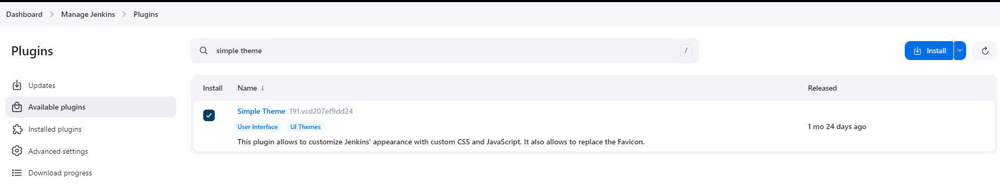 Dashboard > Manage Jenkins > Plugins
Plugins
simple theme /
Install
Updates
Available plugins
Installed plugins
Advanced settings
Download progress
Install Name ↓ Released
Simple Theme 191.vcd207ef9dd24
User Interface UI Themes
1 mo 24 days ago
This plugin allows to customize Jenkins' appearance with custom CSS and JavaScript. It also allows to replace the Favicon.